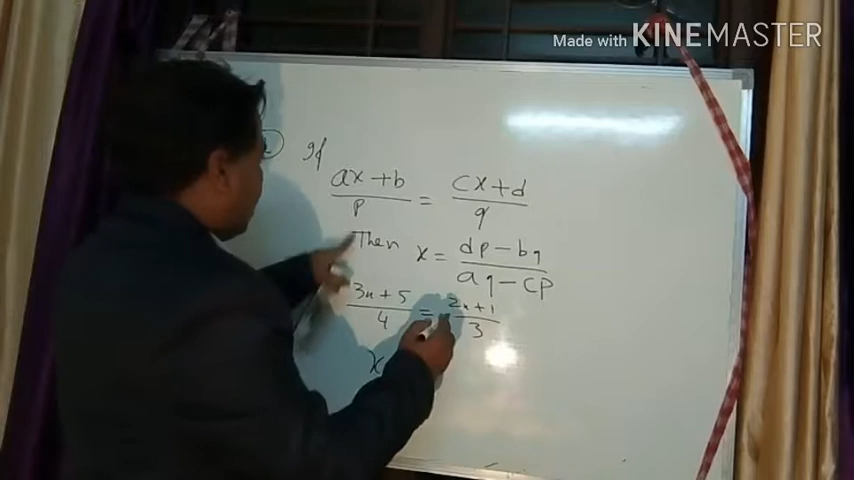 Made with KINEMASTER
If
ax+b/p = cx+d/q
Then x = dp-bq/aq-cp
3x+5/4 = 2x+1/3
x